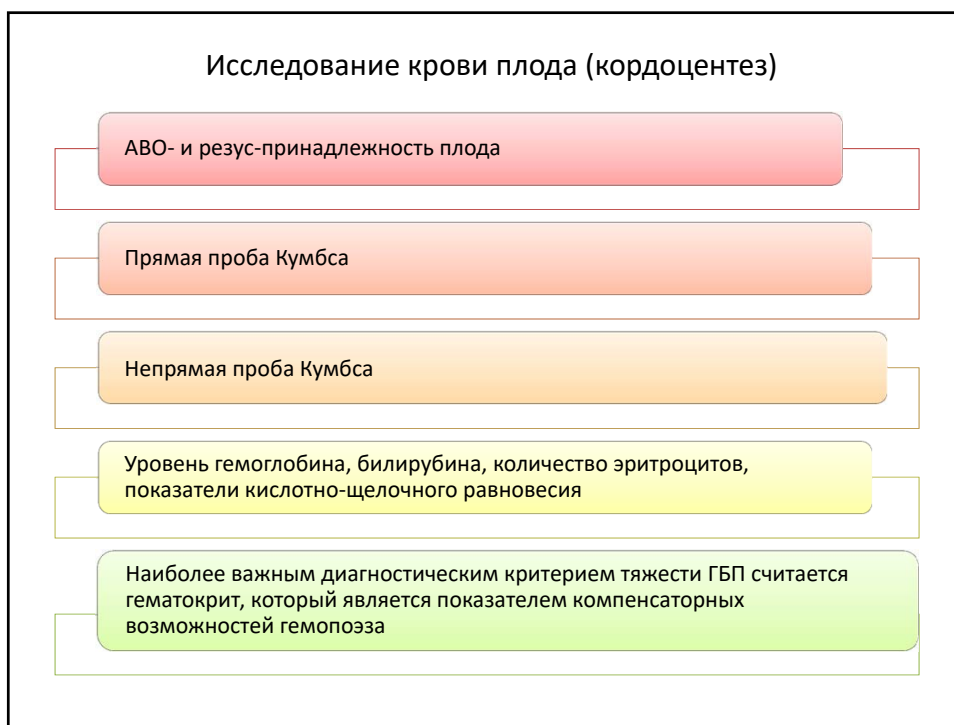 Исследование крови плода (кордоцентез)
АВО- и резус-принадлежность плода
Прямая проба Кумбса
Непрямая проба Кумбса
Уровень гемоглобина, билирубина, количество эритроцитов,
показатели кислотно-щелочного равновесия
Наиболее важным диагностическим критерием тяжести ГБП считается
гематокрит, который является показателем компенсаторных
возможностей гемопоэза